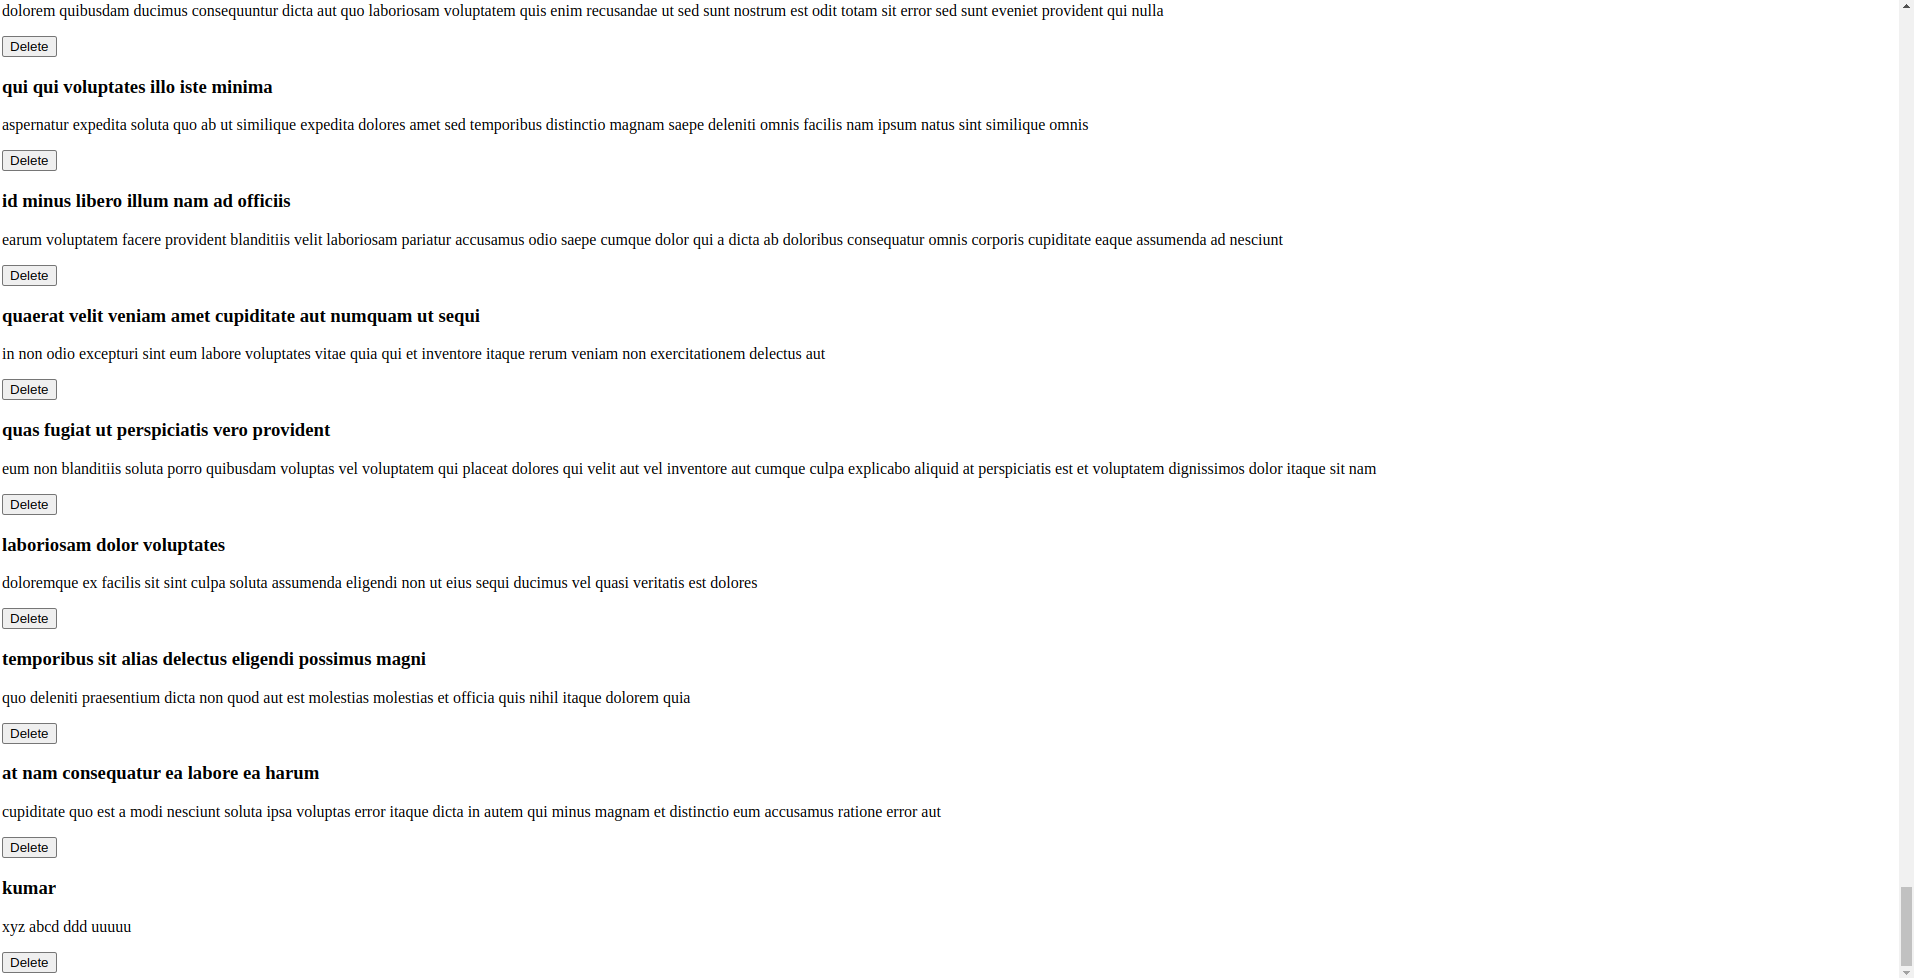 dolorem quibusdam ducimus consequuntur dicta aut quo laboriosam voluptatem quis enim recusandae ut sed sunt nostrum est odit totam sit error sed sunt eveniet provident qui nulla
Delete
qui qui voluptates illo iste minima
aspernatur expedita soluta quo ab ut similique expedita dolores amet sed temporibus distinctio magnam saepe deleniti omnis facilis nam ipsum natus sint similique omnis
Delete
id minus libero illum nam ad officiis
earum voluptatem facere provident blanditiis velit laboriosam pariatur accusamus odio saepe cumque dolor qui a dicta ab doloribus consequatur omnis corporis cupiditate eaque assumenda ad nesciunt
Delete
quaerat velit veniam amet cupiditate aut numquam ut sequi
in non odio excepturi sint eum labore voluptates vitae quia qui et inventore itaque rerum veniam non exercitationem delectus aut
Delete
quas fugiat ut perspiciatis vero provident
eum non blanditiis soluta porro quibusdam voluptas vel voluptatem qui placeat dolores qui velit aut vel inventore aut cumque culpa explicabo aliquid at perspiciatis est et voluptatem dignissimos dolor itaque sit nam
Delete
laboriosam dolor voluptates
doloremque ex facilis sit sint culpa soluta assumenda eligendi non ut eius sequi ducimus vel quasi veritatis est dolores
Delete
temporibus sit alias delectus eligendi possimus magni
quo deleniti praesentium dicta non quod aut est molestias molestias et officia quis nihil itaque dolorem quia
Delete
at nam consequatur ea labore ea harum
cupiditate quo est a modi nesciunt soluta ipsa voluptas error itaque dicta in autem qui minus magnam et distinctio eum accusamus ratione error aut
Delete
kumar
xyz abcd ddd uuuuu
Delete